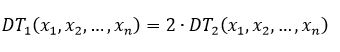 DT₁(x₁, x₂, …, xₙ) = 2 · DT₂(x₁, x₂, …, xₙ)